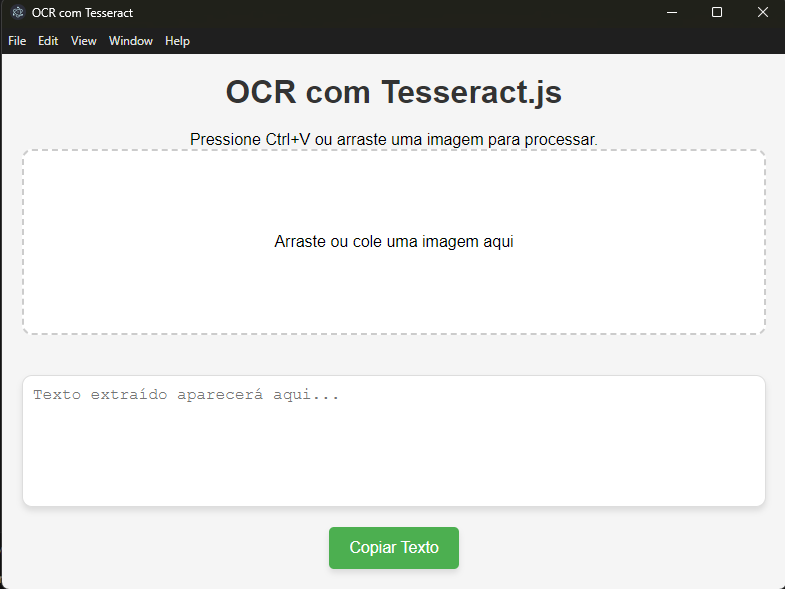 OCR com Tesseract
File Edit View Window Help
OCR com Tesseract.js
Pressione Ctrl+V ou arraste uma imagem para processar.
Arraste ou cole uma imagem aqui
Texto extraído aparecerá aqui...
Copiar Texto